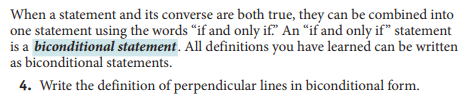 When a statement and its converse are both true, they can be combined into
one statement using the words “if and only if.” An “if and only if” statement
is a biconditional statement. All definitions you have learned can be written
as biconditional statements.
4. Write the definition of perpendicular lines in biconditional form.